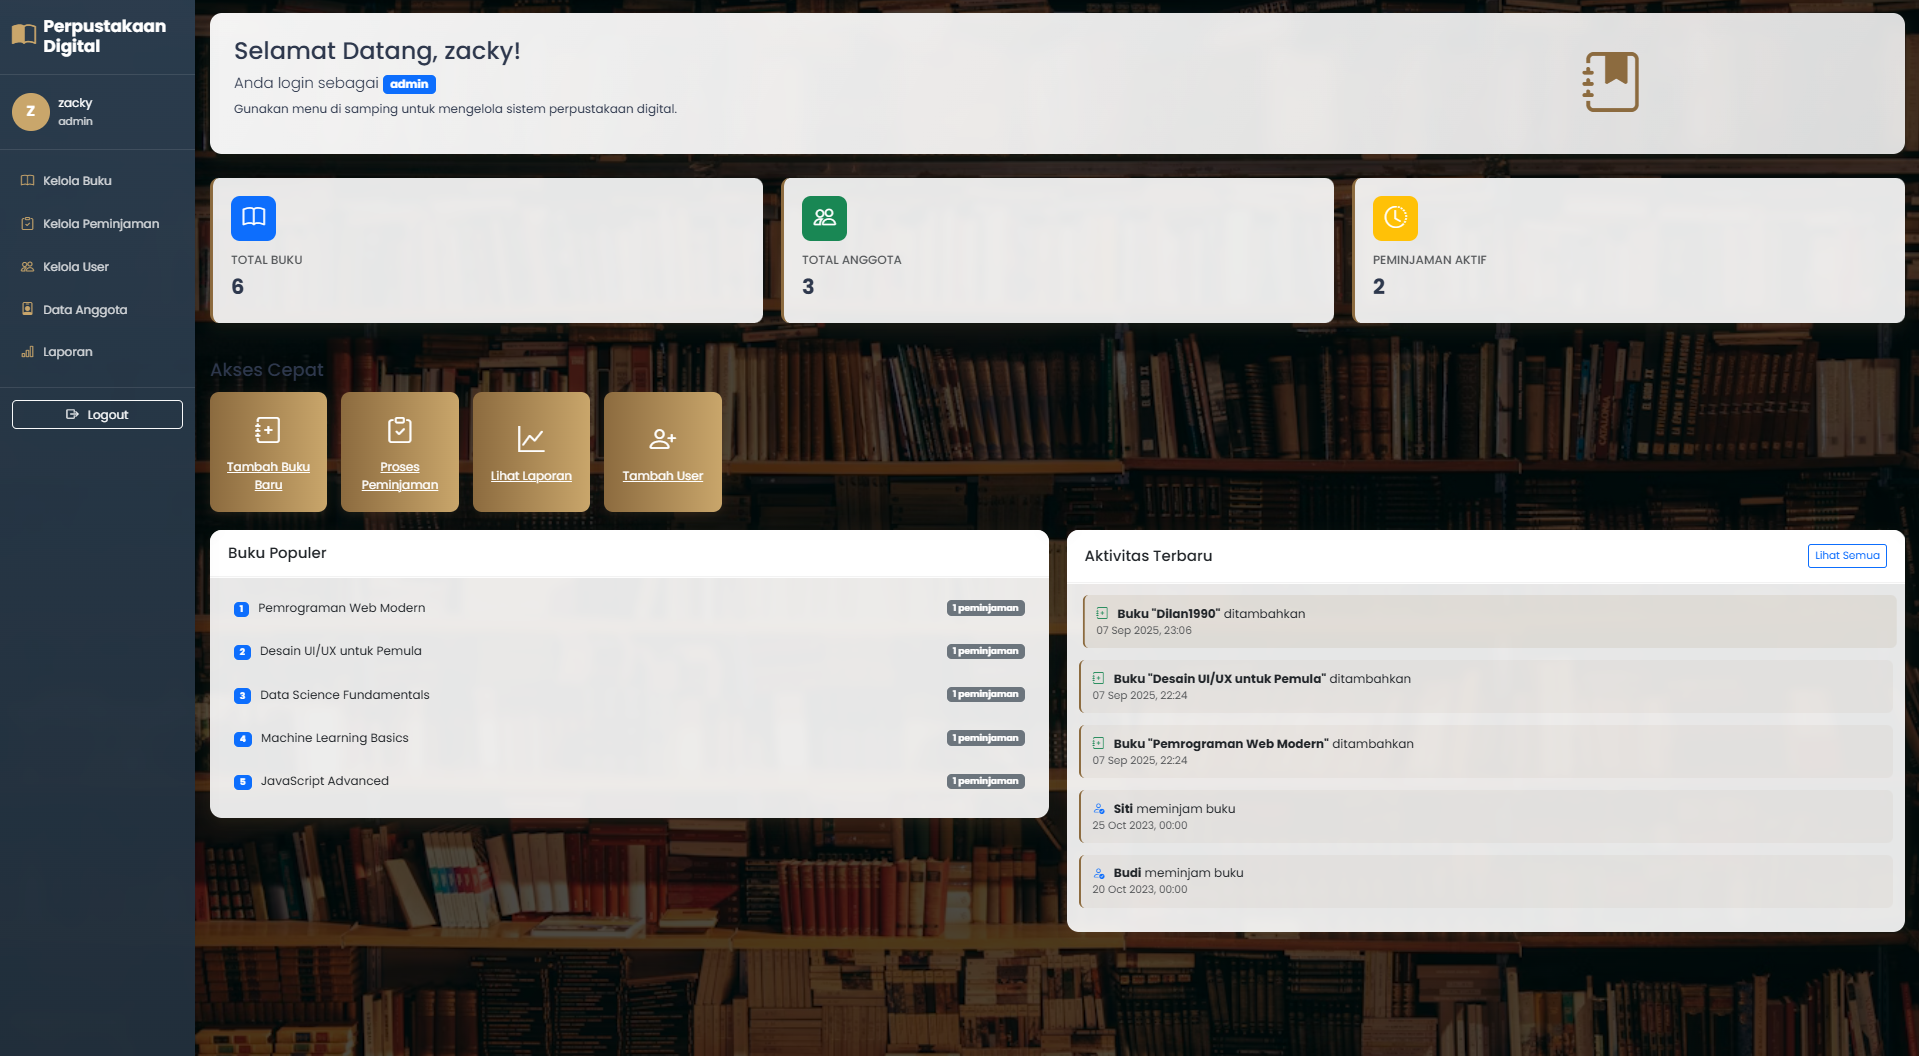 Perpustakaan
Digital
Z
zacky
admin
Kelola Buku
Kelola Peminjaman
Kelola User
Data Anggota
Laporan
Logout
Selamat Datang, zacky!
Anda login sebagai admin
Gunakan menu di samping untuk mengelola sistem perpustakaan digital.
TOTAL BUKU
6
TOTAL ANGGOTA
3
PEMINJAMAN AKTIF
2
Akses Cepat
Tambah Buku
Baru
Proses
Peminjaman
Lihat Laporan
Tambah User
Buku Populer
1 Pemrograman Web Modern 1 peminjaman
2 Desain UI/UX untuk Pemula 1 peminjaman
3 Data Science Fundamentals 1 peminjaman
4 Machine Learning Basics 1 peminjaman
5 JavaScript Advanced 1 peminjaman
Aktivitas Terbaru Lihat Semua
Buku "Dilan1990" ditambahkan
07 Sep 2025, 23:06
Buku "Desain UI/UX untuk Pemula" ditambahkan
07 Sep 2025, 22:24
Buku "Pemrograman Web Modern" ditambahkan
07 Sep 2025, 22:24
Siti meminjam buku
25 Oct 2023, 00:00
Budi meminjam buku
20 Oct 2023, 00:00